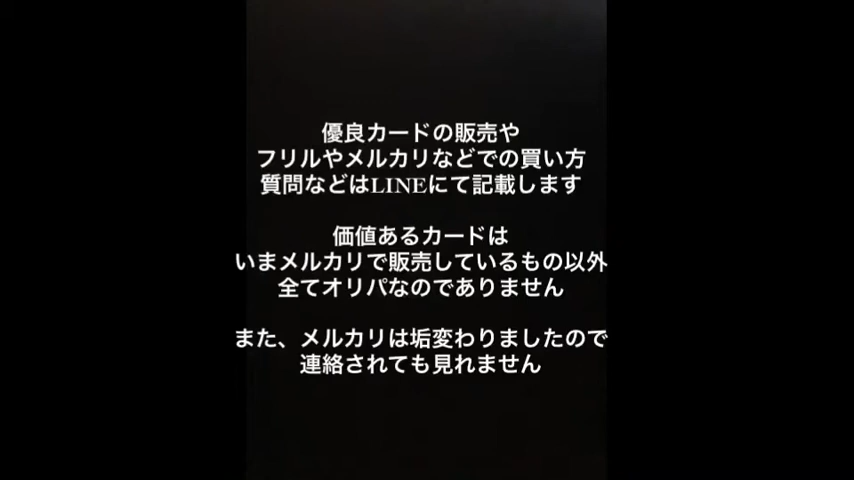 優良カードの販売や
フリルやメルカリなどでの買い方
質問などはLINEにて記載します
価値あるカードは
いまメルカリで販売しているもの以外
全てオリパなのでありません
また、メルカリは垢変わりましたので
連絡されても見れません